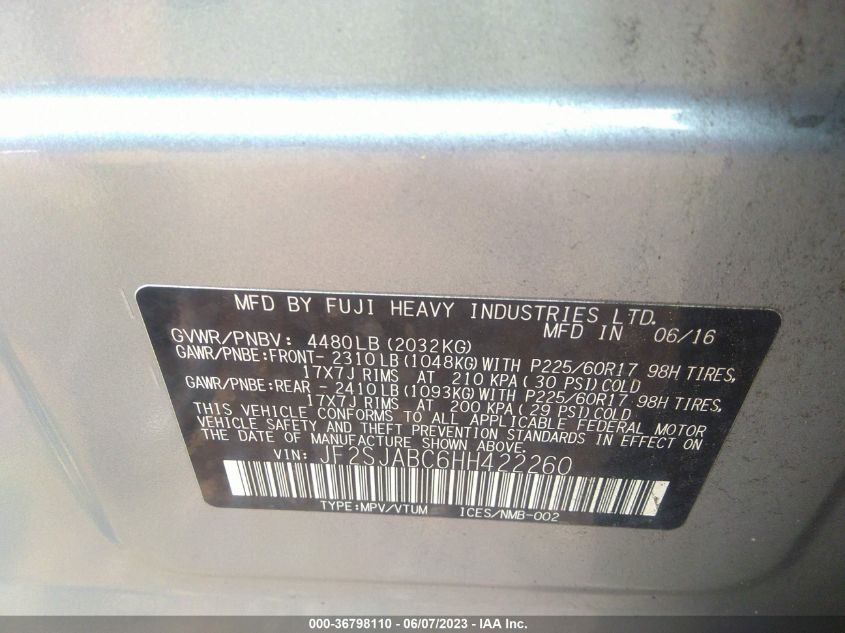 MFD BY FUJI HEAVY INDUSTRIES LTD.
MFD IN 06/16
GVWR/PNBV: 4480LB(2032KG)
GAWR/PNBE:FRONT- 2310LB(1048KG)WITH P225/60R17 98H TIRES,
17X7J RIMS AT 210 KPA( 30 PSI)COLD
GAWR/PNBE:REAR - 2410LB(1093KG)WITH P225/60R17 98H TIRES,
17X7J RIMS AT 200 KPA( 29 PSI)COLD
THIS VEHICLE CONFORMS TO ALL APPLICABLE FEDERAL MOTOR
VEHICLE SAFETY AND THEFT PREVENTION STANDARDS IN EFFECT ON
THE DATE OF MANUFACTURE SHOWN ABOVE.
VIN: JF2SJABC6HH422260
TYPE:MPV/VTUM ICES/NMB-002
000-36798110 - 06/07/2023 - IAA Inc.